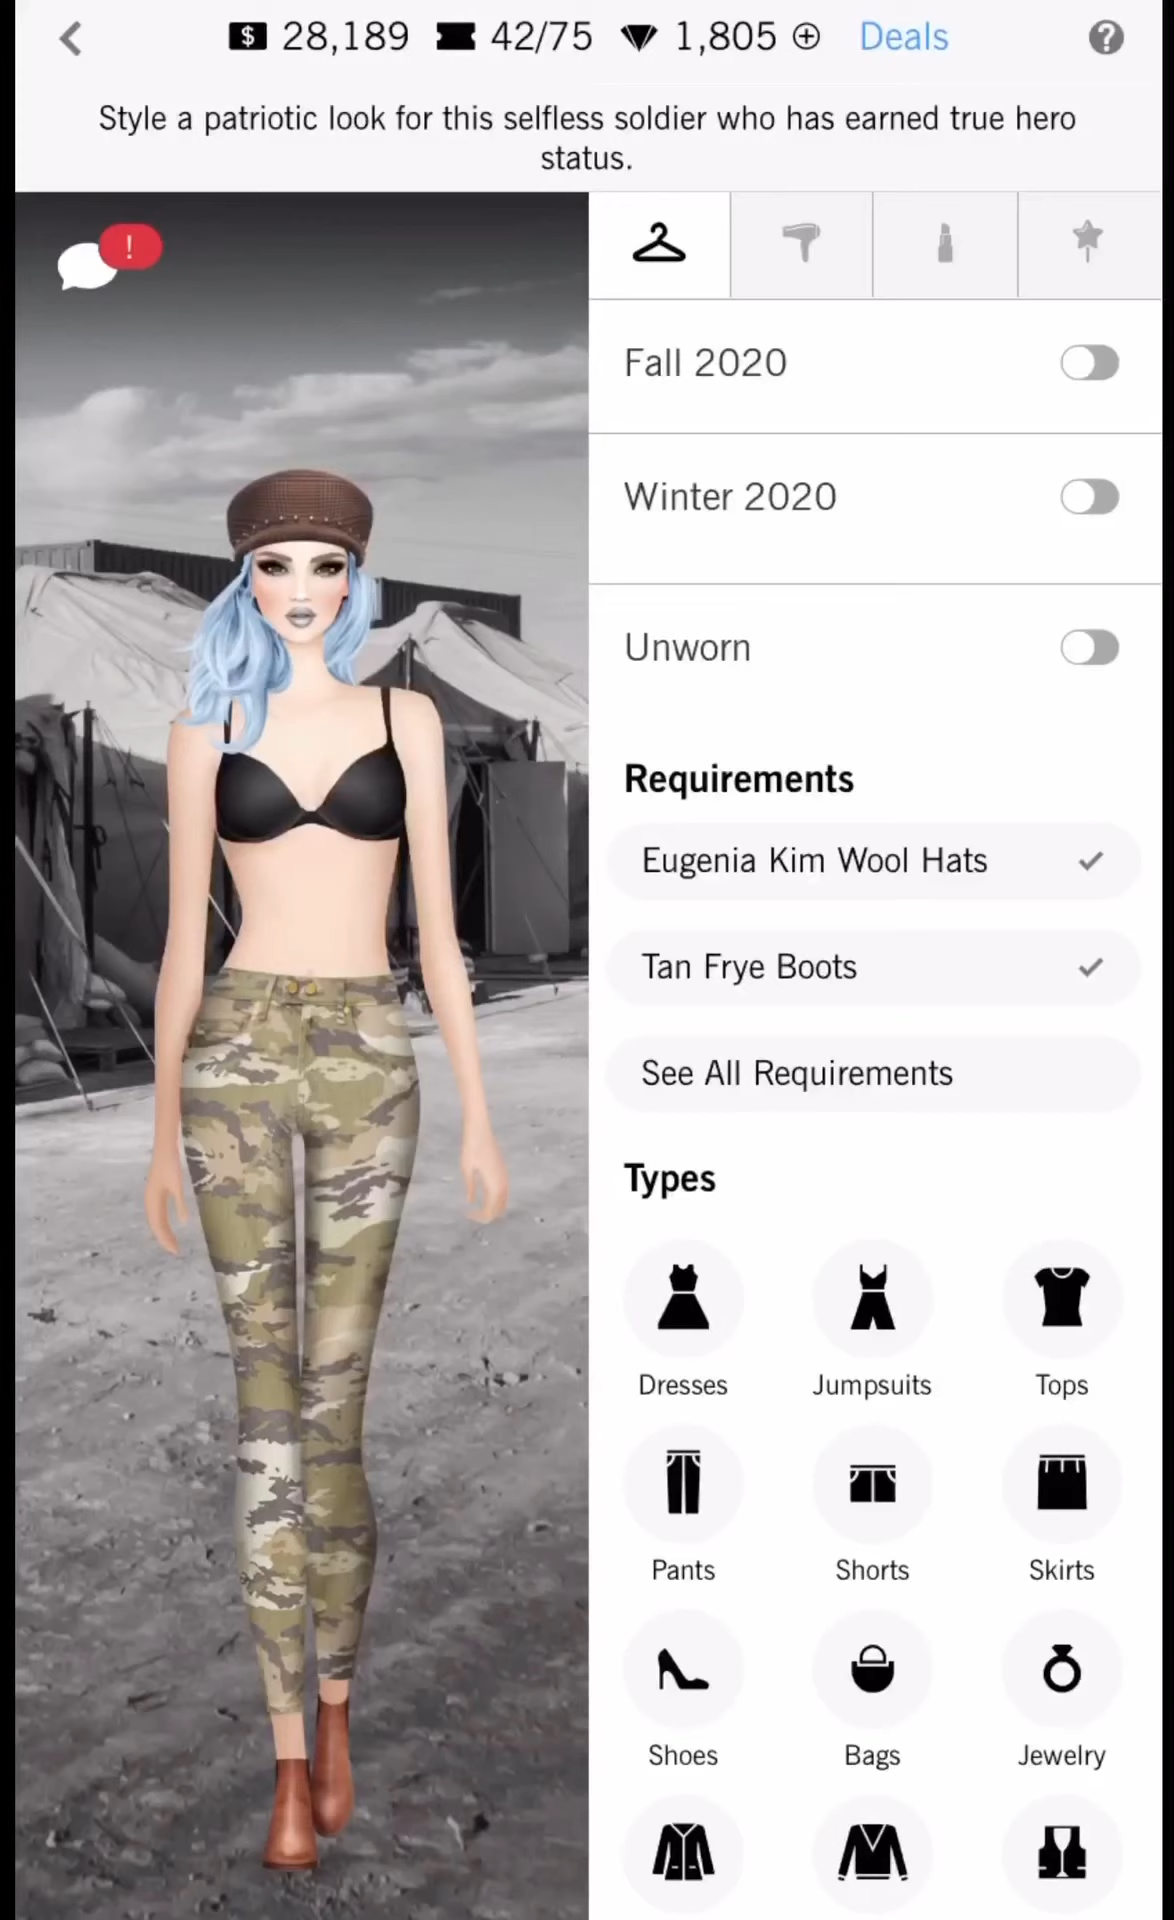 $ 28,189 42/75 1,805 + Deals ?
Style a patriotic look for this selfless soldier who has earned true hero
status.
!
Fall 2020
Winter 2020
Unworn
Requirements
Eugenia Kim Wool Hats
Tan Frye Boots
See All Requirements
Types
Dresses Jumpsuits Tops
Pants Shorts Skirts
Shoes Bags Jewelry